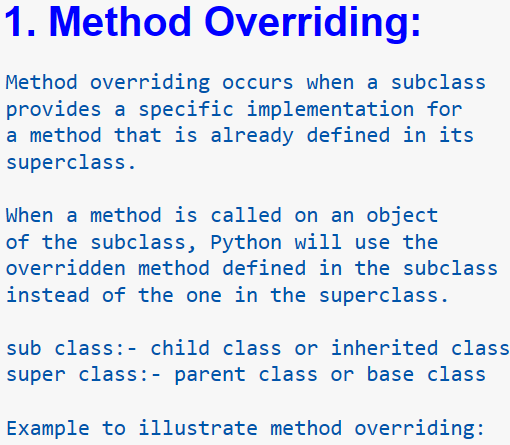 1. Method Overriding:
Method overriding occurs when a subclass
provides a specific implementation for
a method that is already defined in its
superclass.
When a method is called on an object
of the subclass, Python will use the
overridden method defined in the subclass
instead of the one in the superclass.
sub class:- child class or inherited class
super class:- parent class or base class
Example to illustrate method overriding: